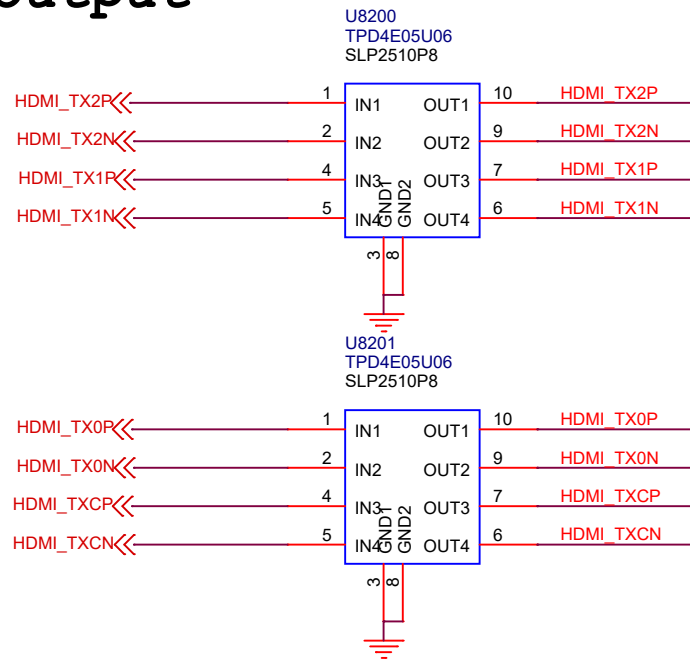 output
U8200
TPD4E05U06
SLP2510P8
HDMI_TX2P 1 IN1 OUT1 10 HDMI_TX2P
HDMI_TX2N 2 IN2 OUT2 9 HDMI_TX2N
HDMI_TX1P 4 IN3 OUT3 7 HDMI_TX1P
HDMI_TX1N 5 IN4 OUT4 6 HDMI_TX1N
GND1 GND2
3 8
U8201
TPD4E05U06
SLP2510P8
HDMI_TX0P 1 IN1 OUT1 10 HDMI_TX0P
HDMI_TX0N 2 IN2 OUT2 9 HDMI_TX0N
HDMI_TXCP 4 IN3 OUT3 7 HDMI_TXCP
HDMI_TXCN 5 IN4 OUT4 6 HDMI_TXCN
GND1 GND2
3 8